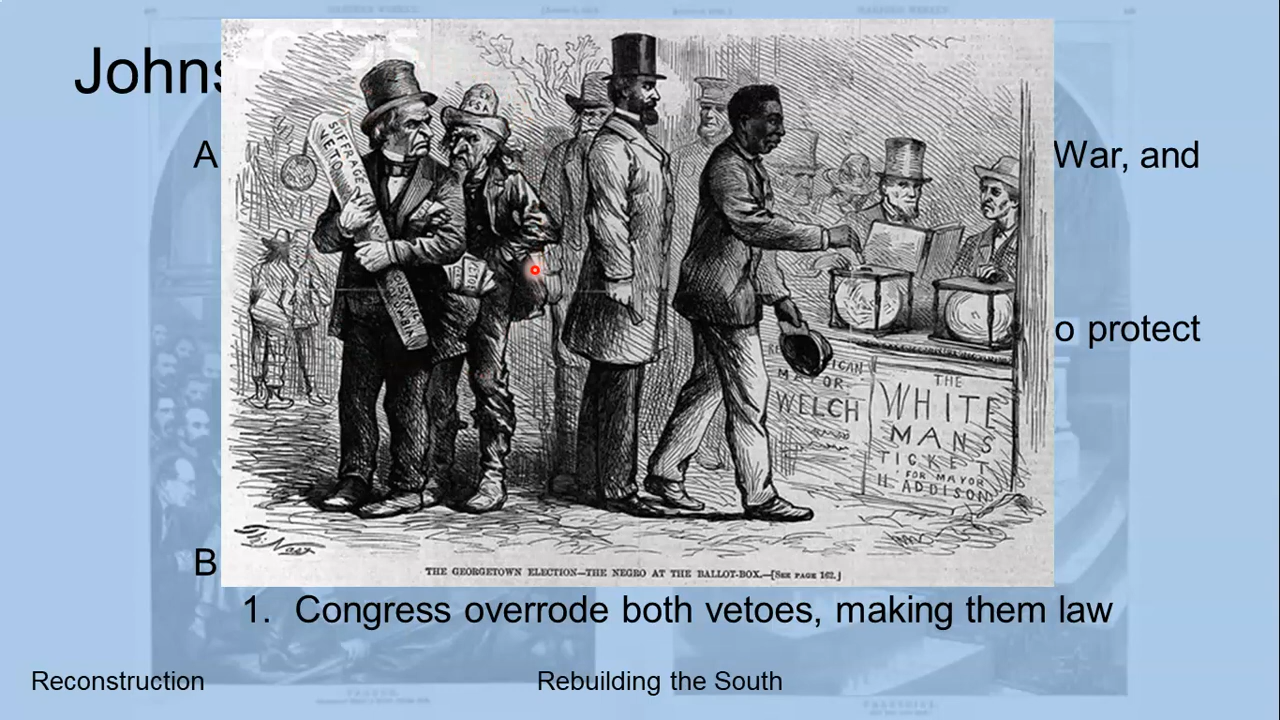 Johns
A
War, and
o protect
B
SUFFRAGE
VETO
CSA
MAYOR
WELCH
THE
WHITE
MANS
TICKET
FOR MAYOR
H. ADDISON
Th: Nast
THE GEORGETOWN ELECTION—THE NEGRO AT THE BALLOT-BOX.—[SEE PAGE 162.]
1. Congress overrode both vetoes, making them law
Reconstruction
Rebuilding the South